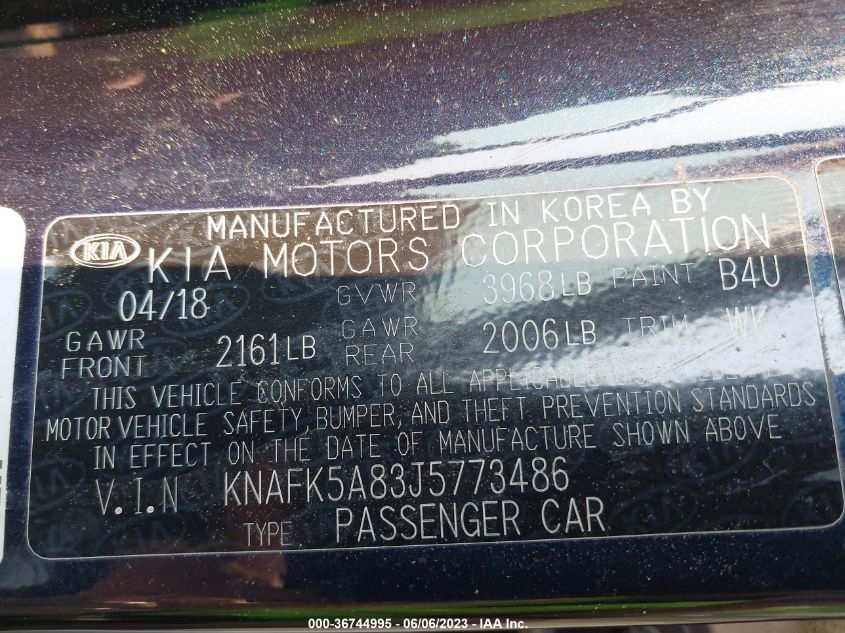 MANUFACTURED IN KOREA BY
KIA KIA MOTORS CORPORATION
04/18 GVWR 3968LB PAINT B4U
GAWR FRONT 2161LB GAWR REAR 2006LB TRIM WK
THIS VEHICLE CONFORMS TO ALL APPLICABLE
MOTOR VEHICLE SAFETY, BUMPER, AND THEFT PREVENTION STANDARDS
IN EFFECT ON THE DATE OF MANUFACTURE SHOWN ABOVE
V.I.N KNAFK5A83J5773486
TYPE PASSENGER CAR
000-36744995 - 06/06/2023 - IAA Inc.